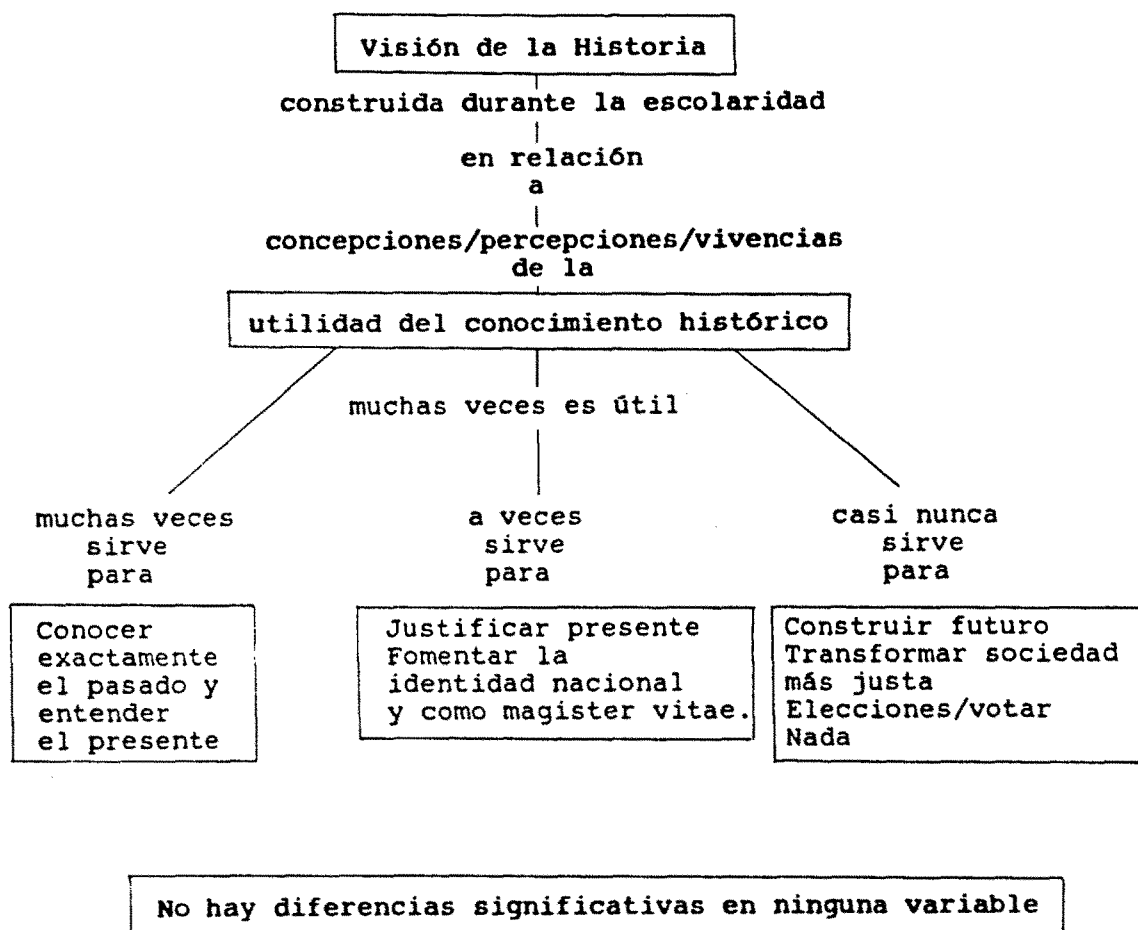 Visión de la Historia
construida durante la escolaridad
en relación
a
concepciones/percepciones/vivencias
de la
utilidad del conocimiento histórico
muchas veces es útil
muchas veces
sirve
para
Conocer
exactamente
el pasado y
entender
el presente
a veces
sirve
para
Justificar presente
Fomentar la
identidad nacional
y como magister vitae.
casi nunca
sirve
para
Construir futuro
Transformar sociedad
más justa
Elecciones/votar
Nada
No hay diferencias significativas en ninguna variable